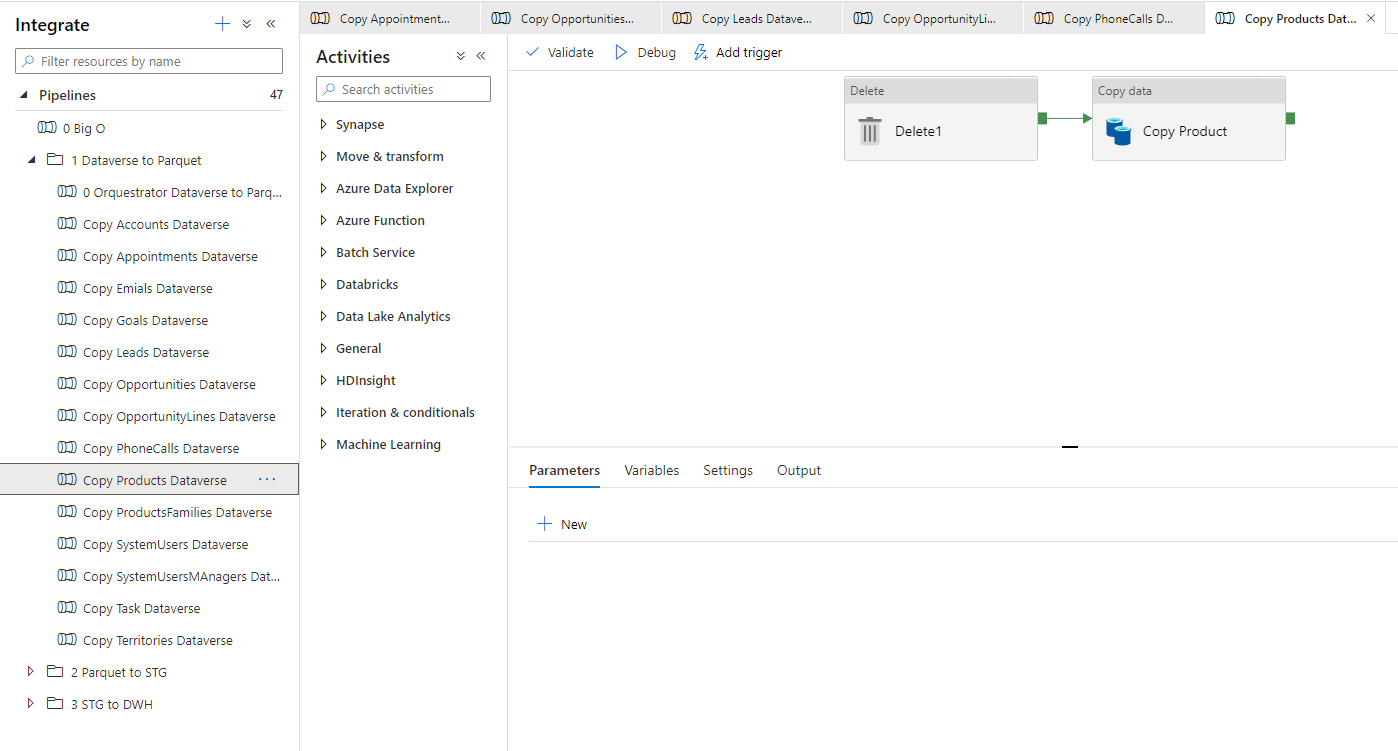 Integrate
Filter resources by name
Pipelines 47
0 Big O
1 Dataverse to Parquet
0 Orquestrator Dataverse to Parq...
Copy Accounts Dataverse
Copy Appointments Dataverse
Copy Emials Dataverse
Copy Goals Dataverse
Copy Leads Dataverse
Copy Opportunities Dataverse
Copy OpportunityLines Dataverse
Copy PhoneCalls Dataverse
Copy Products Dataverse ...
Copy ProductsFamilies Dataverse
Copy SystemUsers Dataverse
Copy SystemUsersMAnagers Dat...
Copy Task Dataverse
Copy Territories Dataverse
2 Parquet to STG
3 STG to DWH
Copy Appointment... Copy Opportunities... Copy Leads Datave... Copy OpportunityLi... Copy PhoneCalls D... Copy Products Dat...
Activities
Search activities
Synapse
Move & transform
Azure Data Explorer
Azure Function
Batch Service
Databricks
Data Lake Analytics
General
HDInsight
Iteration & conditionals
Machine Learning
Validate Debug Add trigger
Delete
Delete1
Copy data
Copy Product
Parameters Variables Settings Output
New